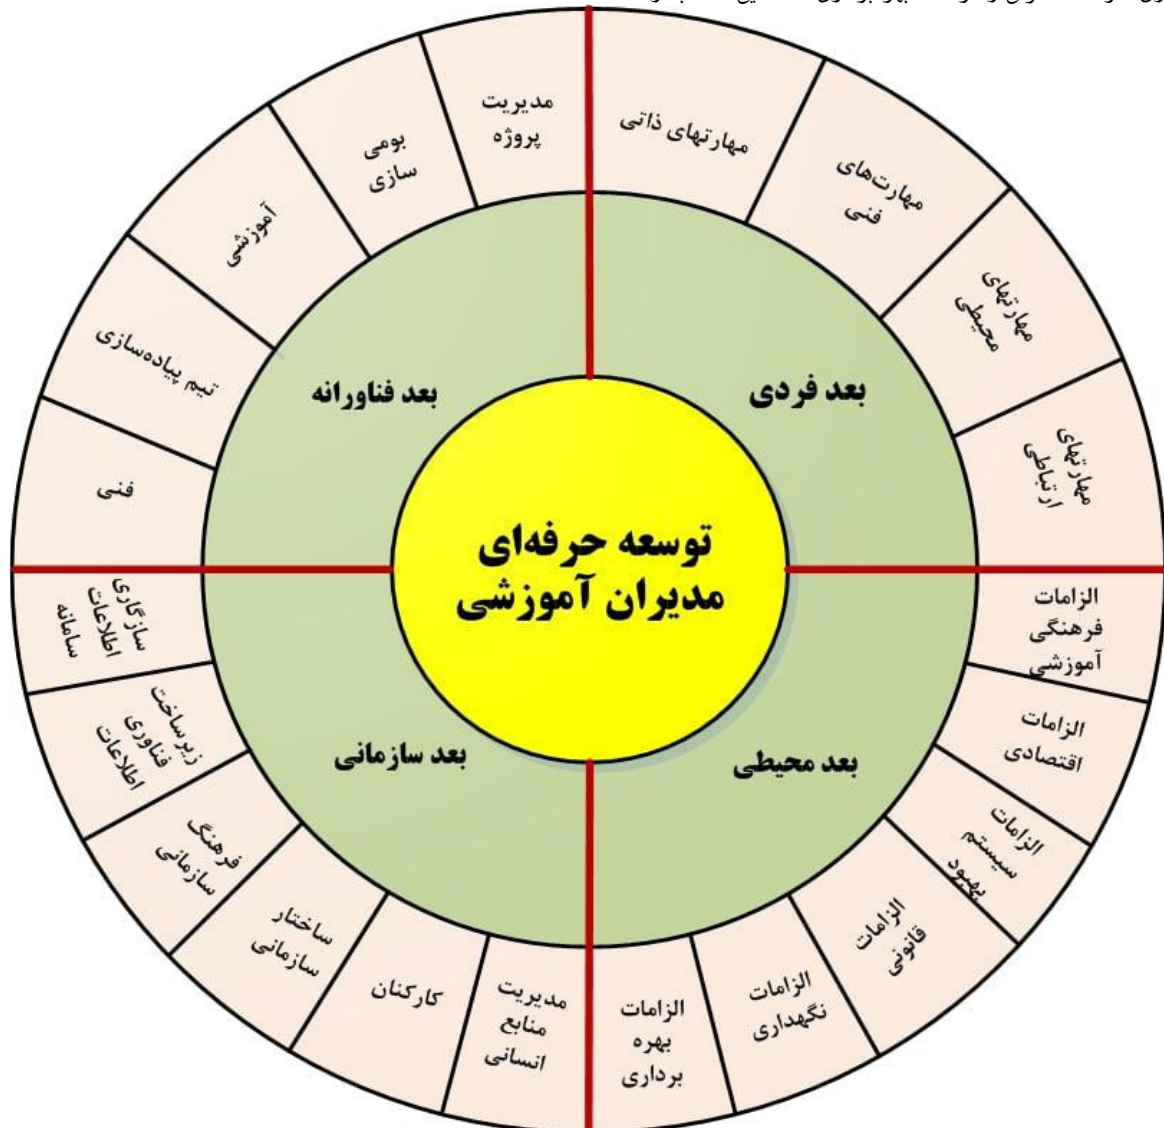 توسعه حرفه‌ای
مدیران آموزشی
بعد فردی
بعد محیطی
بعد سازمانی
بعد فناورانه
مهارتهای ذاتی
مهارت‌های
فنی
مهارتهای
محیطی
مهارتهای
ارتباطی
الزامات
فرهنگی
آموزشی
الزامات
اقتصادی
الزامات
سیستم
بهبود
الزامات
قانونی
الزامات
نگهداری
الزامات
بهره
برداری
مدیریت
منابع
انسانی
کارکنان
ساختار
سازمانی
فرهنگ
سازمانی
زیرساخت
فناوری
اطلاعات
سازگاری
اطلاعات
سامانه
فنی
تیم پیاده‌سازی
آموزشی
بومی
سازی
مدیریت
پروژه